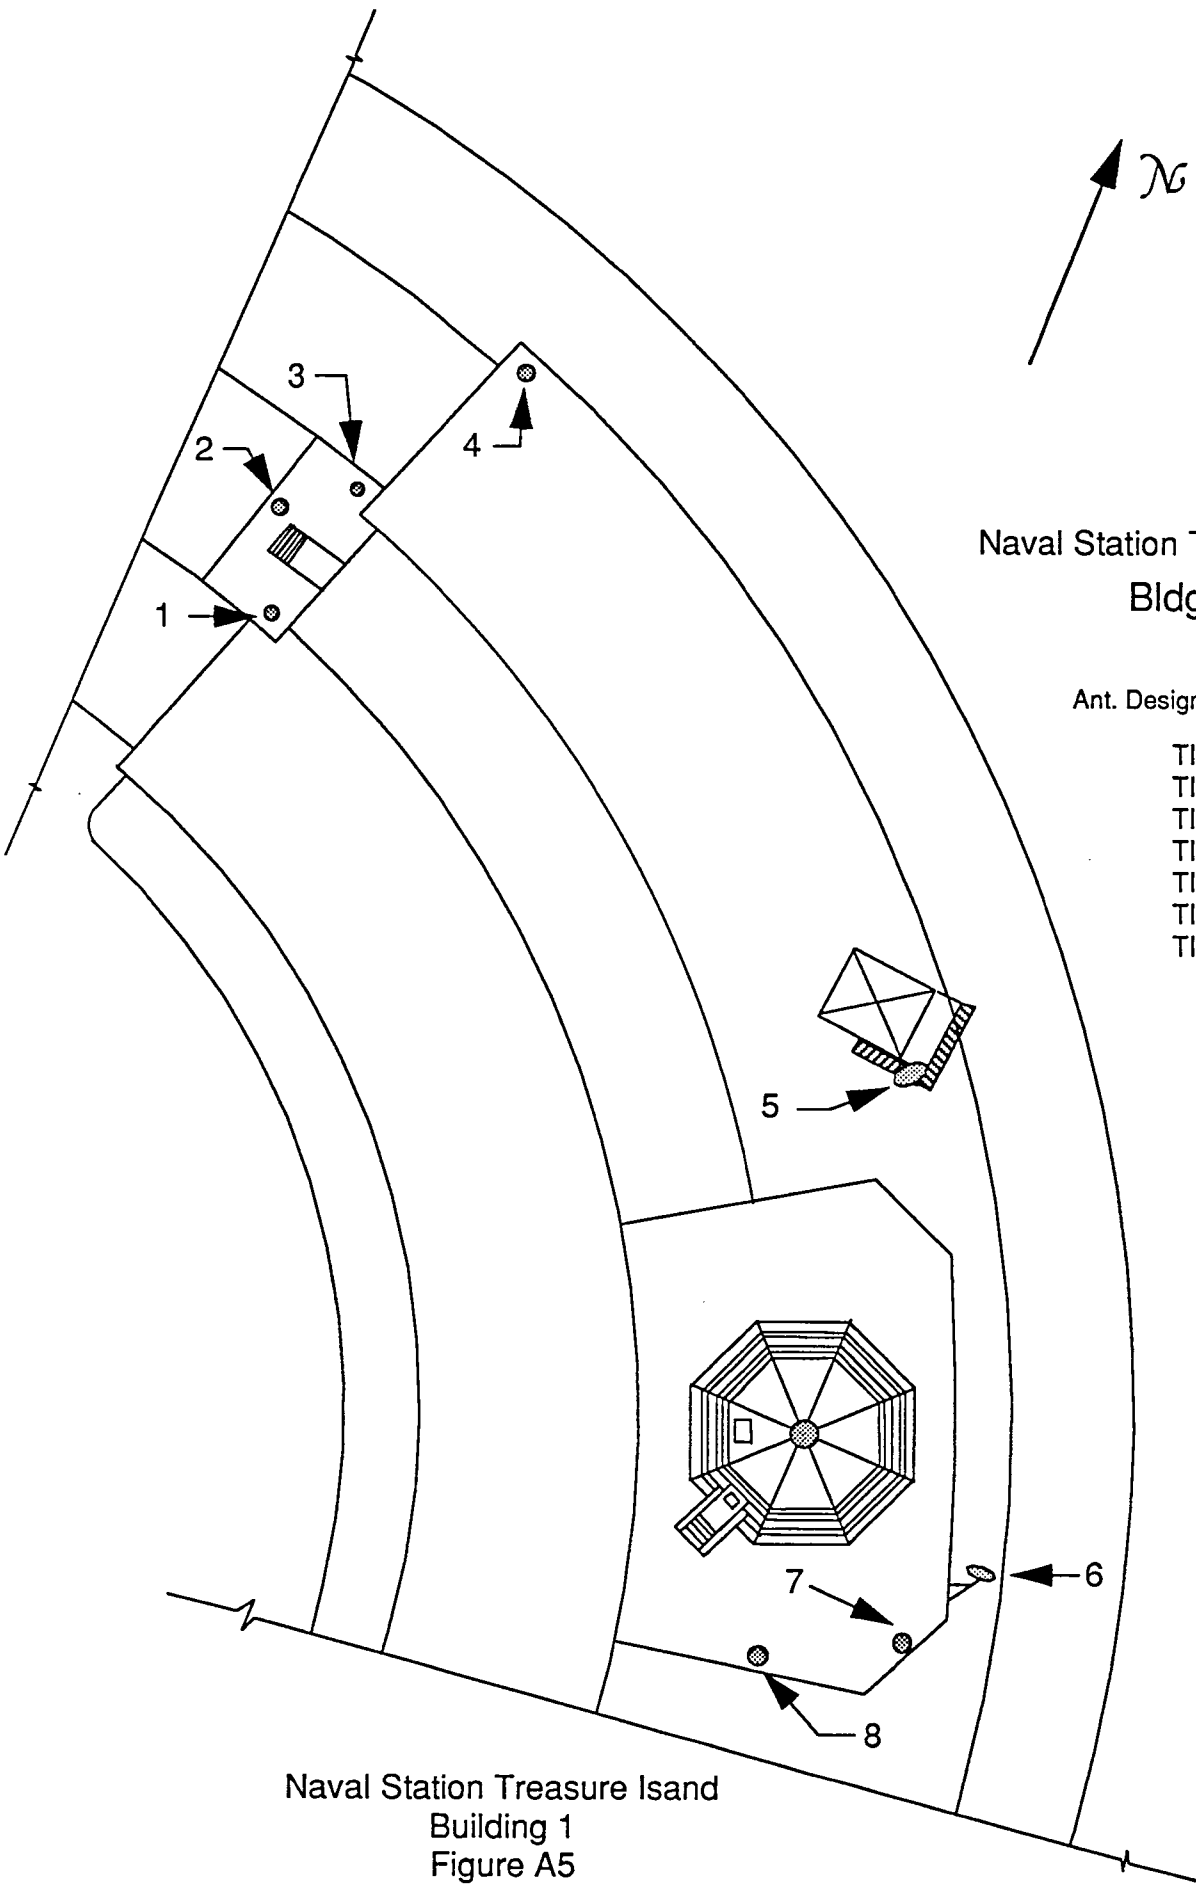 N
3
4
2
Naval Station
Bldg
1
Ant. Design
TI
TI
TI
TI
TI
TI
TI
5
7
6
8
Naval Station Treasure Isand
Building 1
Figure A5